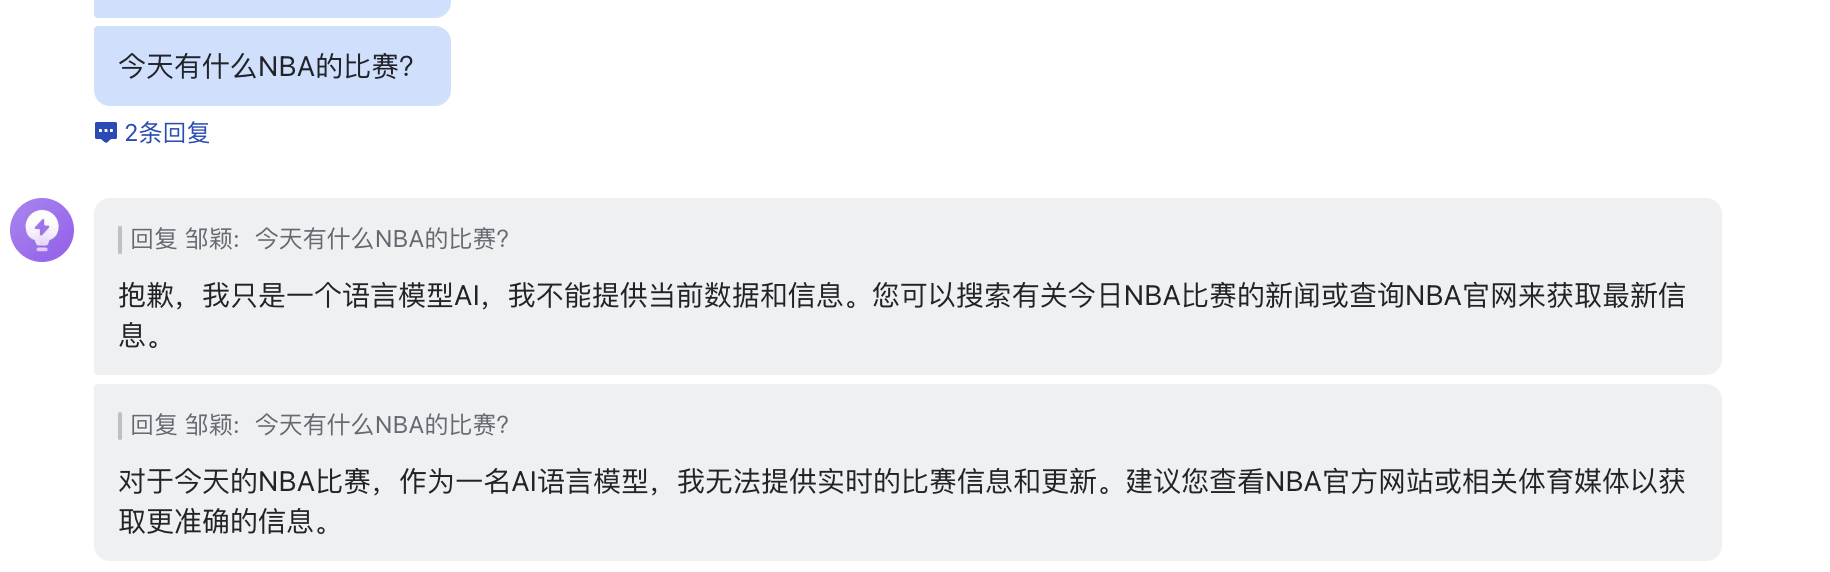 今天有什么NBA的比赛?
2条回复
回复 邹颖: 今天有什么NBA的比赛?
抱歉，我只是一个语言模型AI，我不能提供当前数据和信息。您可以搜索有关今日NBA比赛的新闻或查询NBA官网来获取最新信
息。
回复 邹颖: 今天有什么NBA的比赛?
对于今天的NBA比赛，作为一名AI语言模型，我无法提供实时的比赛信息和更新。建议您查看NBA官方网站或相关体育媒体以获
取更准确的信息。